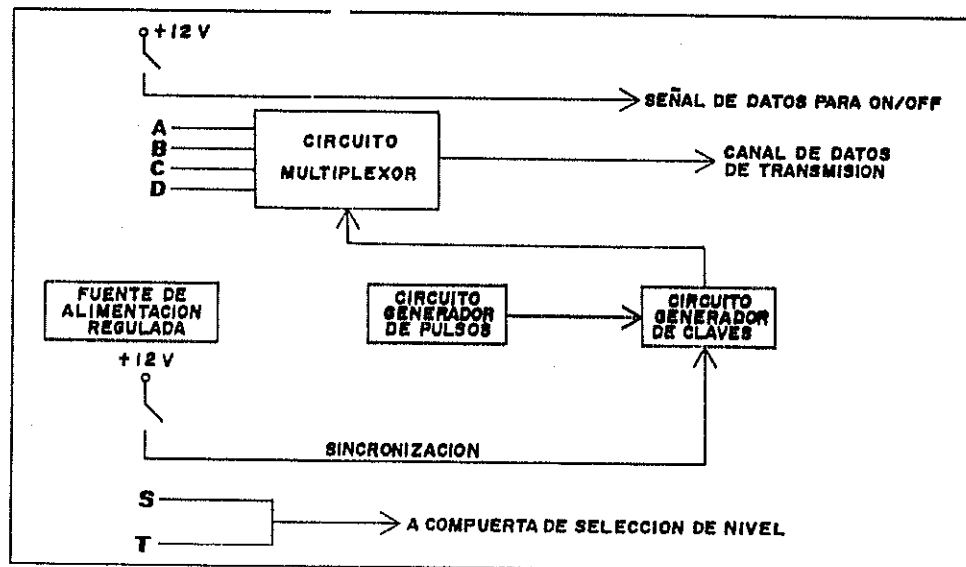 +12 V
SEÑAL DE DATOS PARA ON/OFF
A
B
C
D
CIRCUITO
MULTIPLEXOR
CANAL DE DATOS
DE TRANSMISION
FUENTE DE
ALIMENTACION
REGULADA
CIRCUITO
GENERADOR
DE PULSOS
CIRCUITO
GENERADOR
DE CLAVES
+12 V
SINCRONIZACION
S
T
A COMPUERTA DE SELECCION DE NIVEL